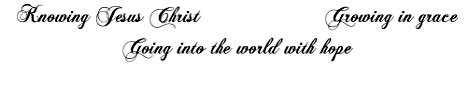 Knowing Jesus Christ Growing in grace
Going into the world with hope